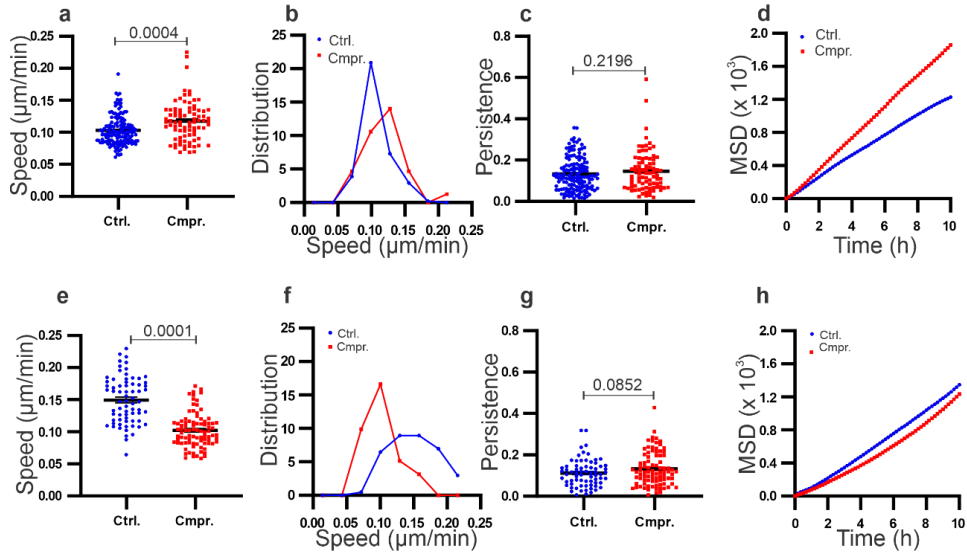 a
Speed (µm/min)
0.25
0.20
0.15
0.10
0.05
0.00
0.0004
Ctrl.
Cmpr.
b
Distribution
25
20
15
10
5
0
Ctrl.
Cmpr.
0.00 0.05 0.10 0.15 0.20 0.25
Speed (µm/min)
c
Persistence
0.8
0.6
0.4
0.2
0.0
0.2196
Ctrl.
Cmpr.
d
MSD (x 10³)
2.0
1.6
1.2
0.8
0.4
0
Ctrl.
Cmpr.
0 2 4 6 8 10
Time (h)
e
Speed (µm/min)
0.25
0.20
0.15
0.10
0.05
0.00
0.0001
Ctrl.
Cmpr.
f
Distribution
25
20
15
10
5
0
Ctrl.
Cmpr.
0.00 0.05 0.10 0.15 0.20 0.25
Speed (µm/min)
g
Persistence
0.8
0.6
0.4
0.2
0.0
0.0852
Ctrl.
Cmpr.
h
MSD (x 10³)
2.0
1.6
1.2
0.8
0.4
0
Ctrl.
Cmpr.
0 2 4 6 8 10
Time (h)